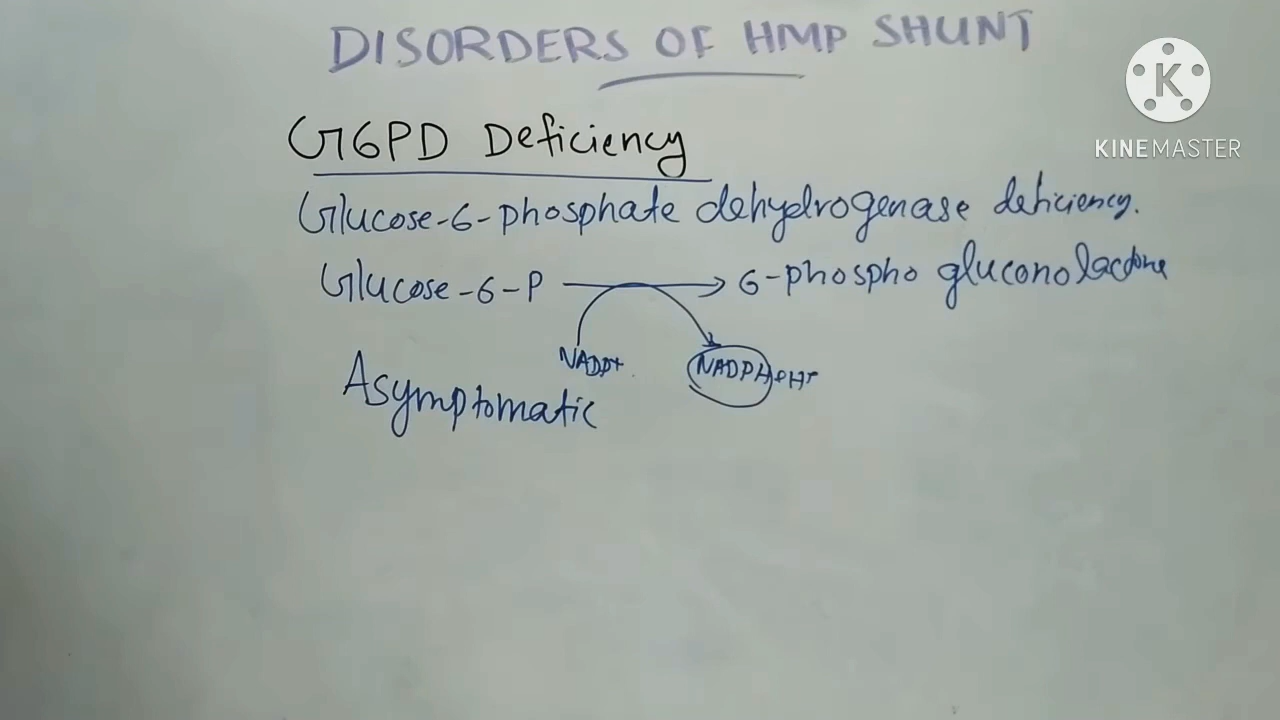 DISORDERS OF HMP SHUNT
K
KINEMASTER
G6PD Deficiency
Glucose-6-phosphate dehydrogenase deficiency.
Glucose-6-P → 6-phospho gluconolactone
NADP+ NADPH+H+
Asymptomatic